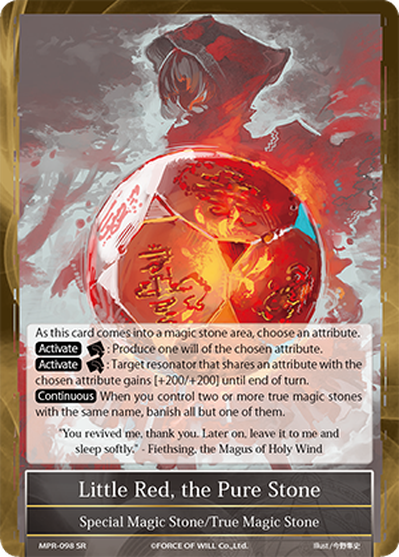 As this card comes into a magic stone area, choose an attribute.
Activate : Produce one will of the chosen attribute.
Activate : Target resonator that shares an attribute with the
chosen attribute gains [+200/+200] until end of turn.
Continuous When you control two or more true magic stones
with the same name, banish all but one of them.
"You revived me, thank you. Later on, leave it to me and
sleep softly." - Fiethsing, the Magus of Holy Wind
Little Red, the Pure Stone
Special Magic Stone/True Magic Stone
MPR-098 SR ©FORCE OF WILL Co.,Ltd. Illust/今野隼史